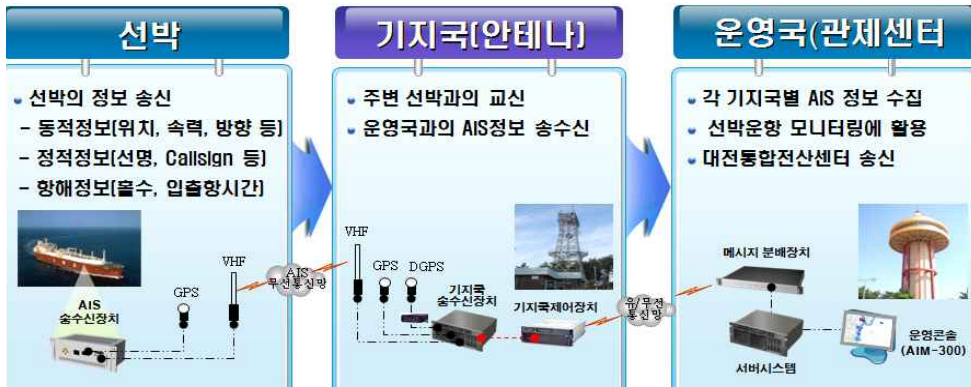 선박
• 선박의 정보 송신
- 동적정보(위치, 속력, 방향 등)
- 정적정보(선명, Callsign 등)
- 항해정보(흘수, 입출항시간)
VHF
GPS
AIS
송수신장치
AIS
무선통신망
기지국(안테나)
• 주변 선박과의 교신
• 운영국과의 AIS정보 송수신
VHF
GPS
DGPS
기지국
송수신장치
기지국제어장치
유/무선
통신망
운영국(관제센터
• 각 기지국별 AIS 정보 수집
• 선박운항 모니터링에 활용
• 대전통합전산센터 송신
메시지 분배장치
서버시스템
운영콘솔
(AIM-300)